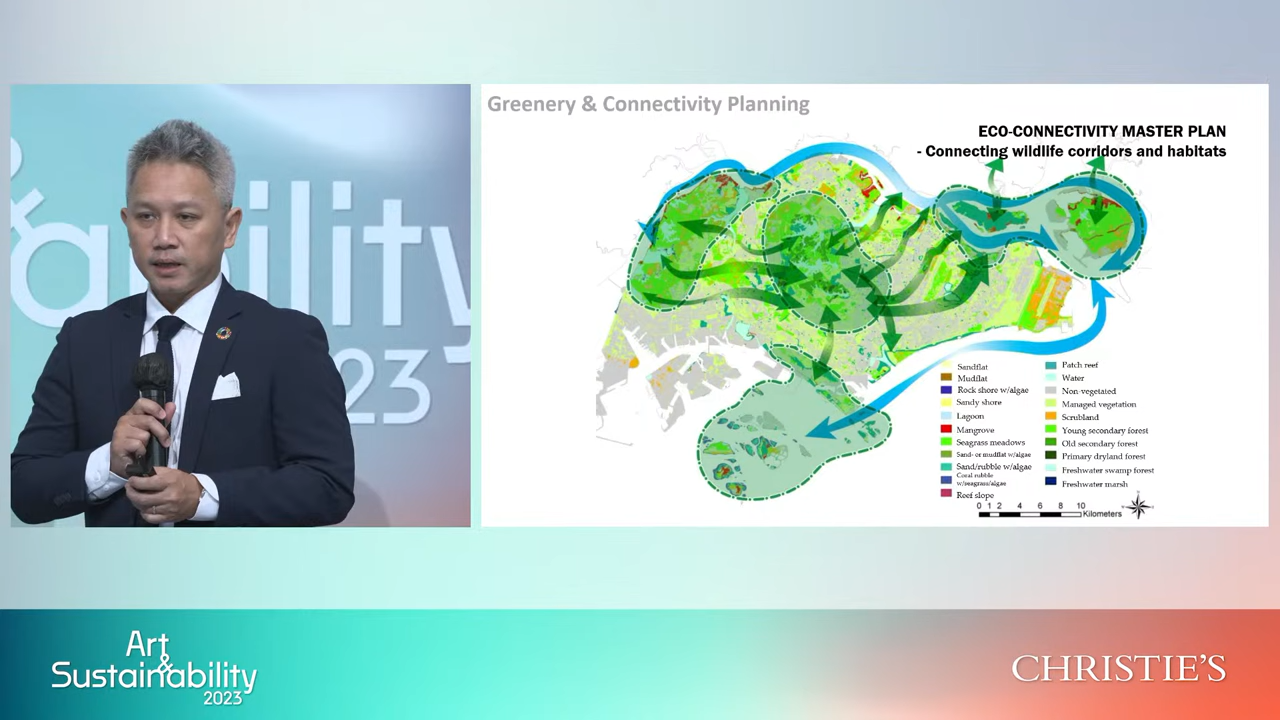 &
ability
2023
Greenery & Connectivity Planning
ECO-CONNECTIVITY MASTER PLAN
- Connecting wildlife corridors and habitats
Sandflat
Mudflat
Rock shore w/algae
Sandy shore
Lagoon
Mangrove
Seagrass meadows
Sand- or mudflat w/algae
Sand/rubble w/algae
Coral rubble
w/seagrass/algae
Reef slope
Patch reef
Water
Non-vegetated
Managed vegetation
Scrubland
Young secondary forest
Old secondary forest
Primary dryland forest
Freshwater swamp forest
Freshwater marsh
0 1 2 4 6 8 10
Kilometers
Art
&
Sustainability
2023
CHRISTIE'S